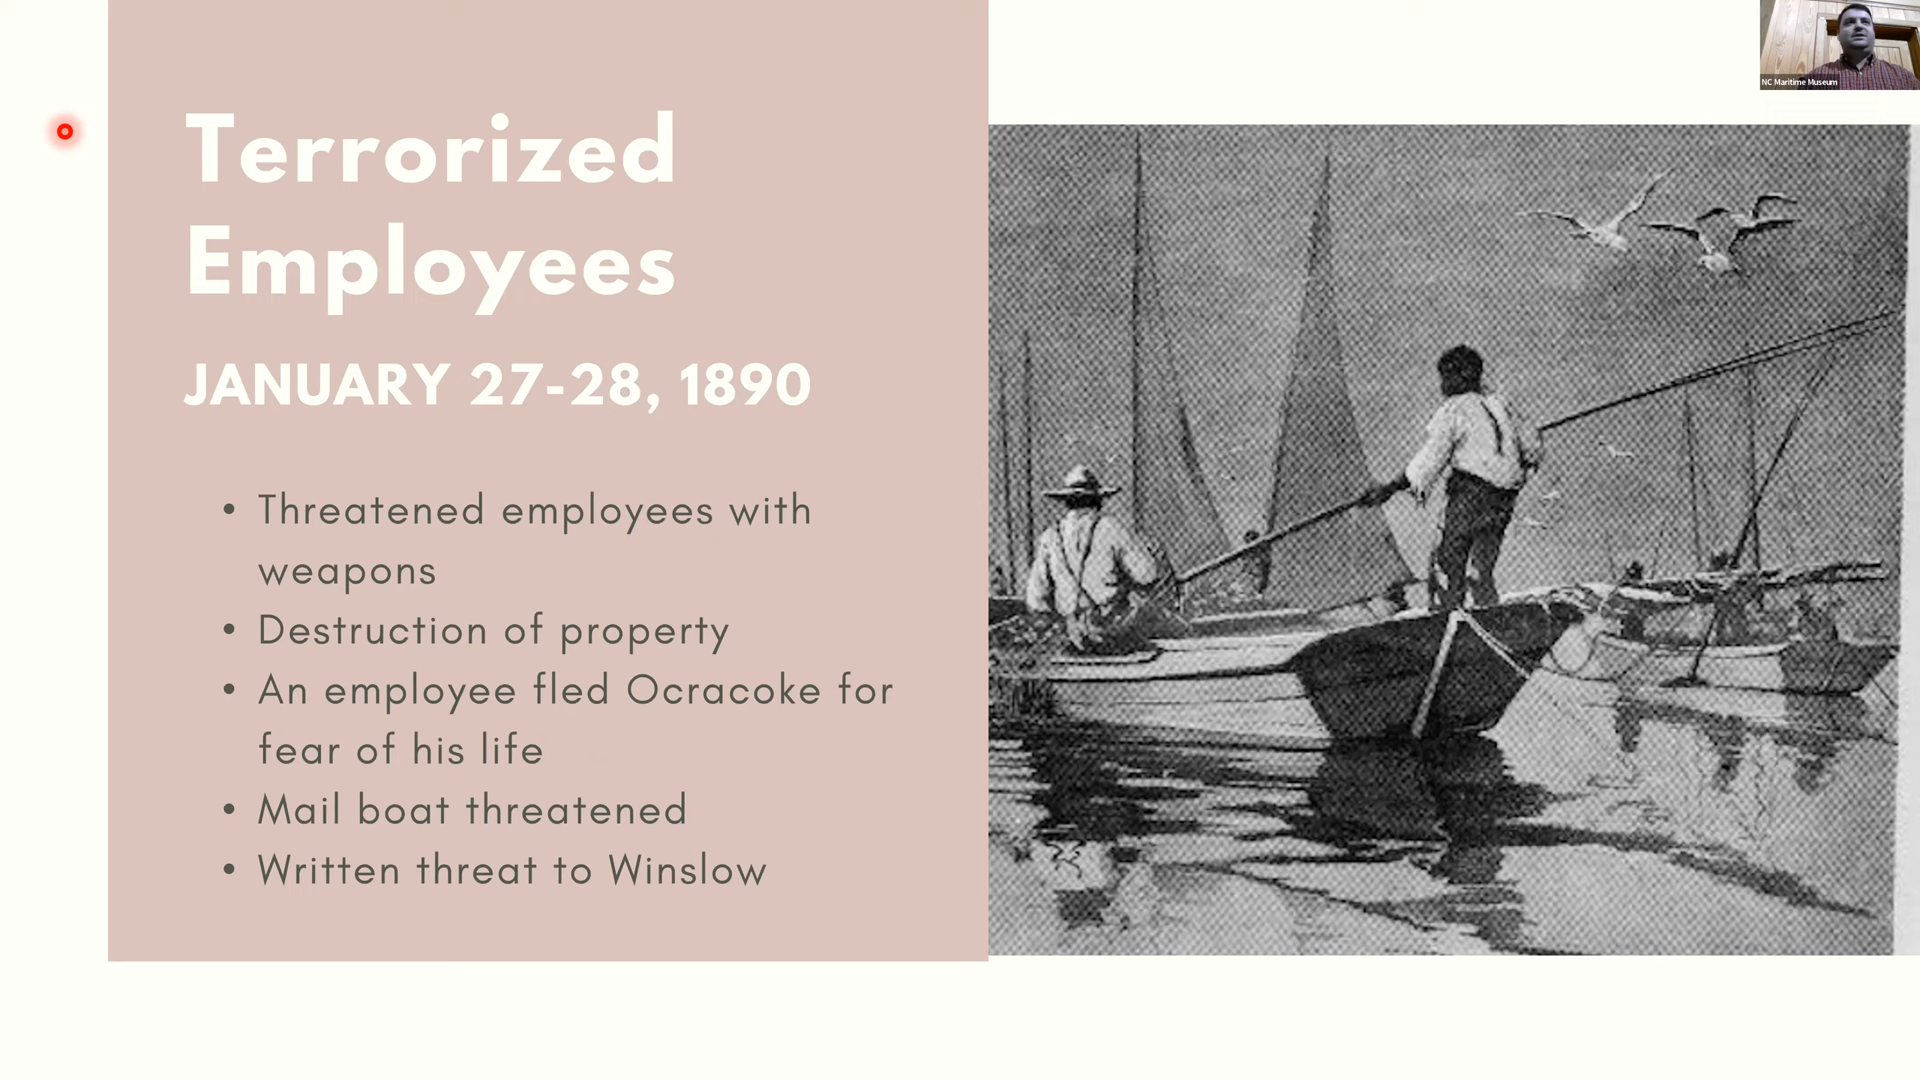 NC Maritime Museum
Terrorized
Employees
JANUARY 27-28, 1890
• Threatened employees with
weapons
• Destruction of property
• An employee fled Ocracoke for
fear of his life
• Mail boat threatened
• Written threat to Winslow